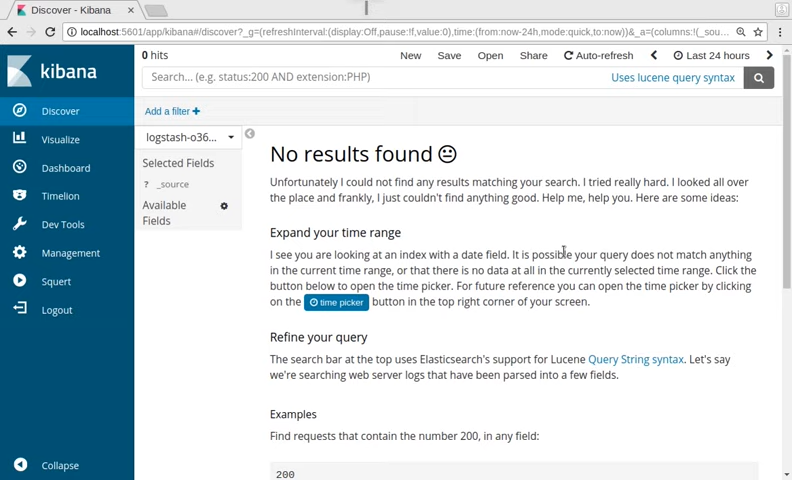 Discover - Kibana
localhost:5601/app/kibana#/discover?_g=(refreshInterval:(display:Off,pause:!f,value:0),time:(from:now-24h,mode:quick,to:now))&_a=(columns:!(_sou...
kibana
Discover
Visualize
Dashboard
Timelion
Dev Tools
Management
Squert
Logout
Collapse
0 hits
New Save Open Share Auto-refresh Last 24 hours
Search... (e.g. status:200 AND extension:PHP) Uses lucene query syntax
Add a filter +
logstash-o36...
Selected Fields
? _source
Available
Fields
No results found
Unfortunately I could not find any results matching your search. I tried really hard. I looked all over
the place and frankly, I just couldn't find anything good. Help me, help you. Here are some ideas:
Expand your time range
I see you are looking at an index with a date field. It is possible your query does not match anything
in the current time range, or that there is no data at all in the currently selected time range. Click the
button below to open the time picker. For future reference you can open the time picker by clicking
on the time picker button in the top right corner of your screen.
Refine your query
The search bar at the top uses Elasticsearch's support for Lucene Query String syntax. Let's say
we're searching web server logs that have been parsed into a few fields.
Examples
Find requests that contain the number 200, in any field:
200